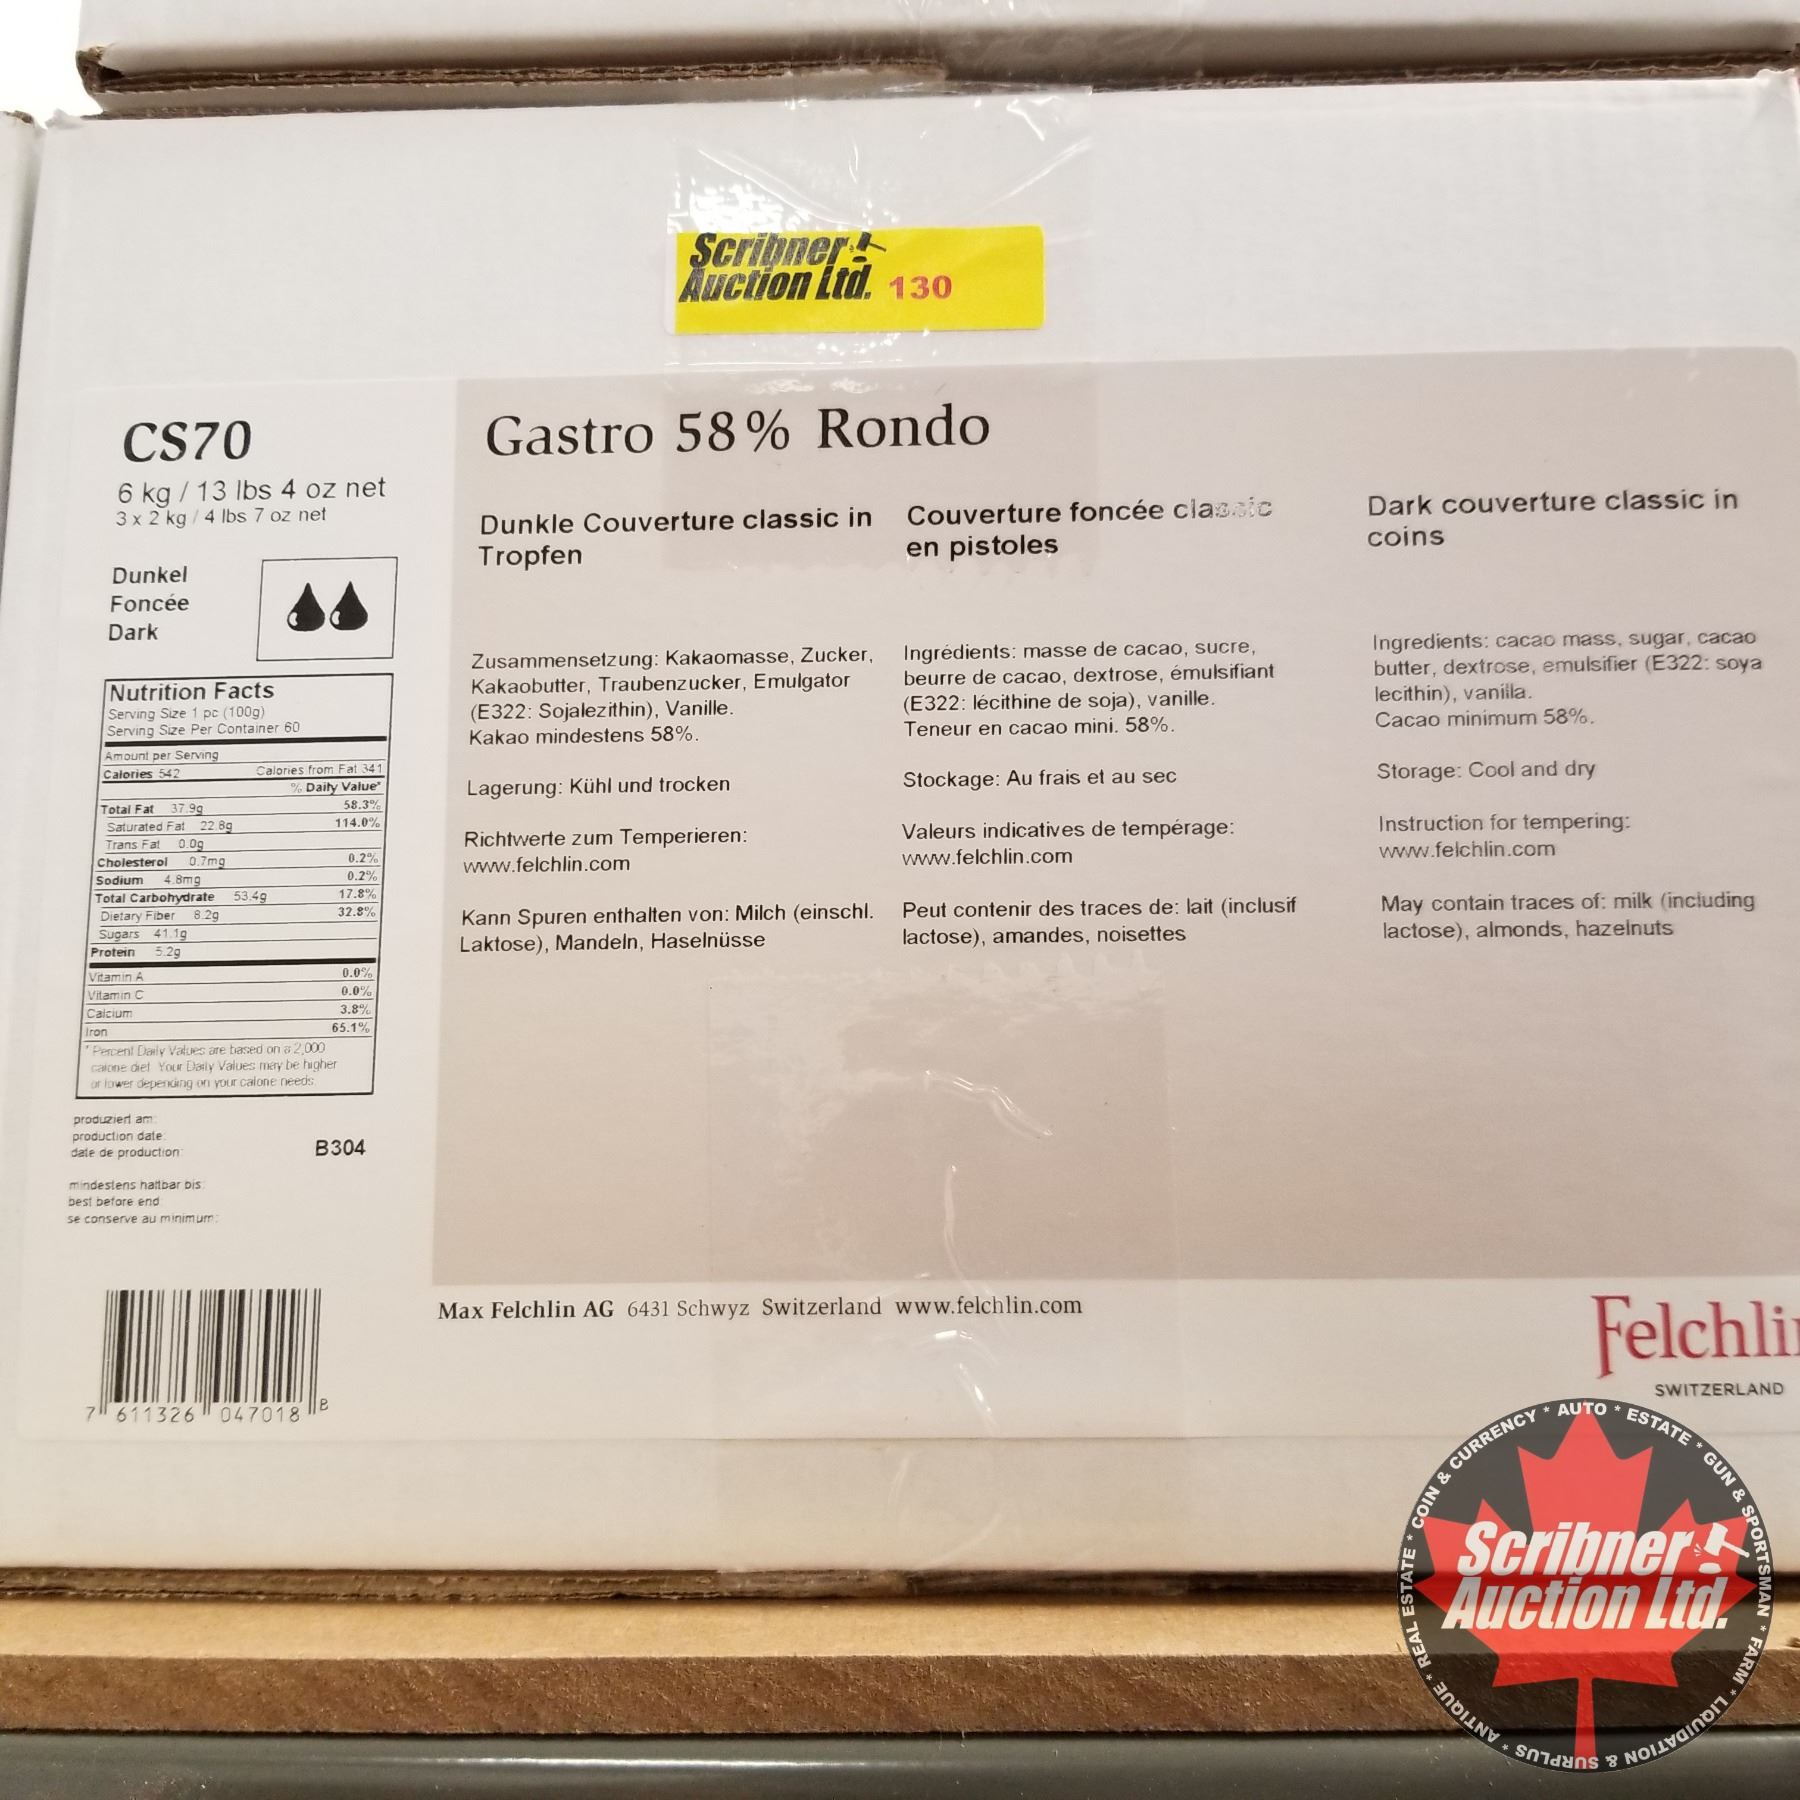 Scribner
Auction Ltd. 130
CS70
6 kg / 13 lbs 4 oz net
3 x 2 kg / 4 lbs 7 oz net
Dunkel
Foncée
Dark
Nutrition Facts
Serving Size 1 pc (100g)
Serving Size Per Container 60
Amount per Serving
Calories 542 Calories from Fat 341
% Daily Value*
Total Fat 37.9g 58.3%
Saturated Fat 22.8g 114.0%
Trans Fat 0.0g
Cholesterol 0.7mg 0.2%
Sodium 4.8mg 0.2%
Total Carbohydrate 53.4g 17.8%
Dietary Fiber 8.2g 32.8%
Sugars 41.1g
Protein 5.2g
Vitamin A 0.0%
Vitamin C 0.0%
Calcium 3.8%
Iron 65.1%
* Percent Daily Values are based on a 2,000
calorie diet. Your Daily Values may be higher
or lower depending on your calorie needs.
produziert am:
production date:
date de production:
B304
mindestens haltbar bis:
best before end:
se conserve au minimum:
7 611326 047018 8
Gastro 58% Rondo
Dunkle Couverture classic in
Tropfen
Zusammensetzung: Kakaomasse, Zucker,
Kakaobutter, Traubenzucker, Emulgator
(E322: Sojalezithin), Vanille.
Kakao mindestens 58%.
Lagerung: Kühl und trocken
Richtwerte zum Temperieren:
www.felchlin.com
Kann Spuren enthalten von: Milch (einschl.
Laktose), Mandeln, Haselnüsse
Couverture foncée classic
en pistoles
Ingrédients: masse de cacao, sucre,
beurre de cacao, dextrose, émulsifiant
(E322: lécithine de soja), vanille.
Teneur en cacao mini. 58%.
Stockage: Au frais et au sec
Valeurs indicatives de tempérage:
www.felchlin.com
Peut contenir des traces de: lait (inclusif
lactose), amandes, noisettes
Dark couverture classic in
coins
Ingredients: cacao mass, sugar, cacao
butter, dextrose, emulsifier (E322: soya
lecithin), vanilla.
Cacao minimum 58%.
Storage: Cool and dry
Instruction for tempering:
www.felchlin.com
May contain traces of: milk (including
lactose), almonds, hazelnuts
Max Felchlin AG 6431 Schwyz Switzerland www.felchlin.com
Felchlin
SWITZERLAND
ANTIQUE * REAL ESTATE * COIN & CURRENCY * AUTO * ESTATE * GUN & SPORTSMAN * FARM * LIQUIDATION & SURPLUS *
Scribner
Auction Ltd.